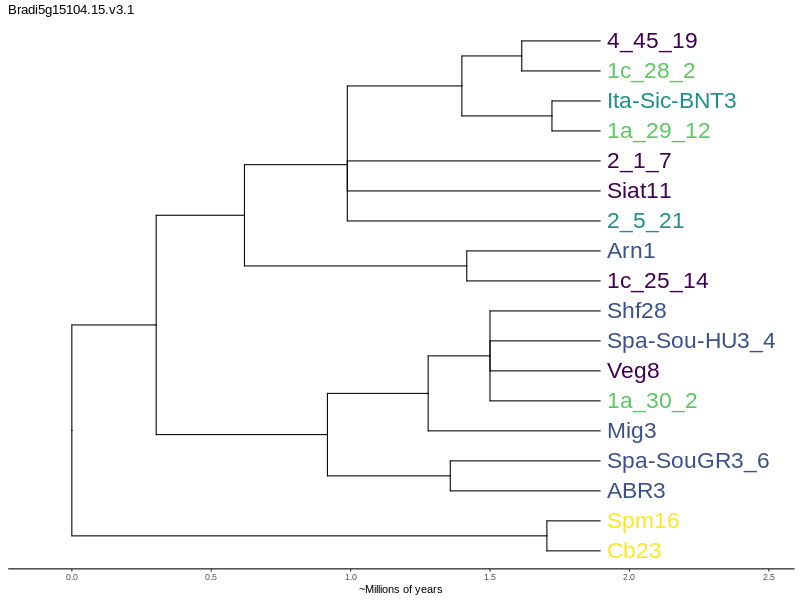 Bradi5g15104.15.v3.1
4_45_19
1c_28_2
Ita-Sic-BNT3
1a_29_12
2_1_7
Siat11
2_5_21
Arn1
1c_25_14
Shf28
Spa-Sou-HU3_4
Veg8
1a_30_2
Mig3
Spa-SouGR3_6
ABR3
Spm16
Cb23
0.0 0.5 1.0 1.5 2.0 2.5
~Millions of years